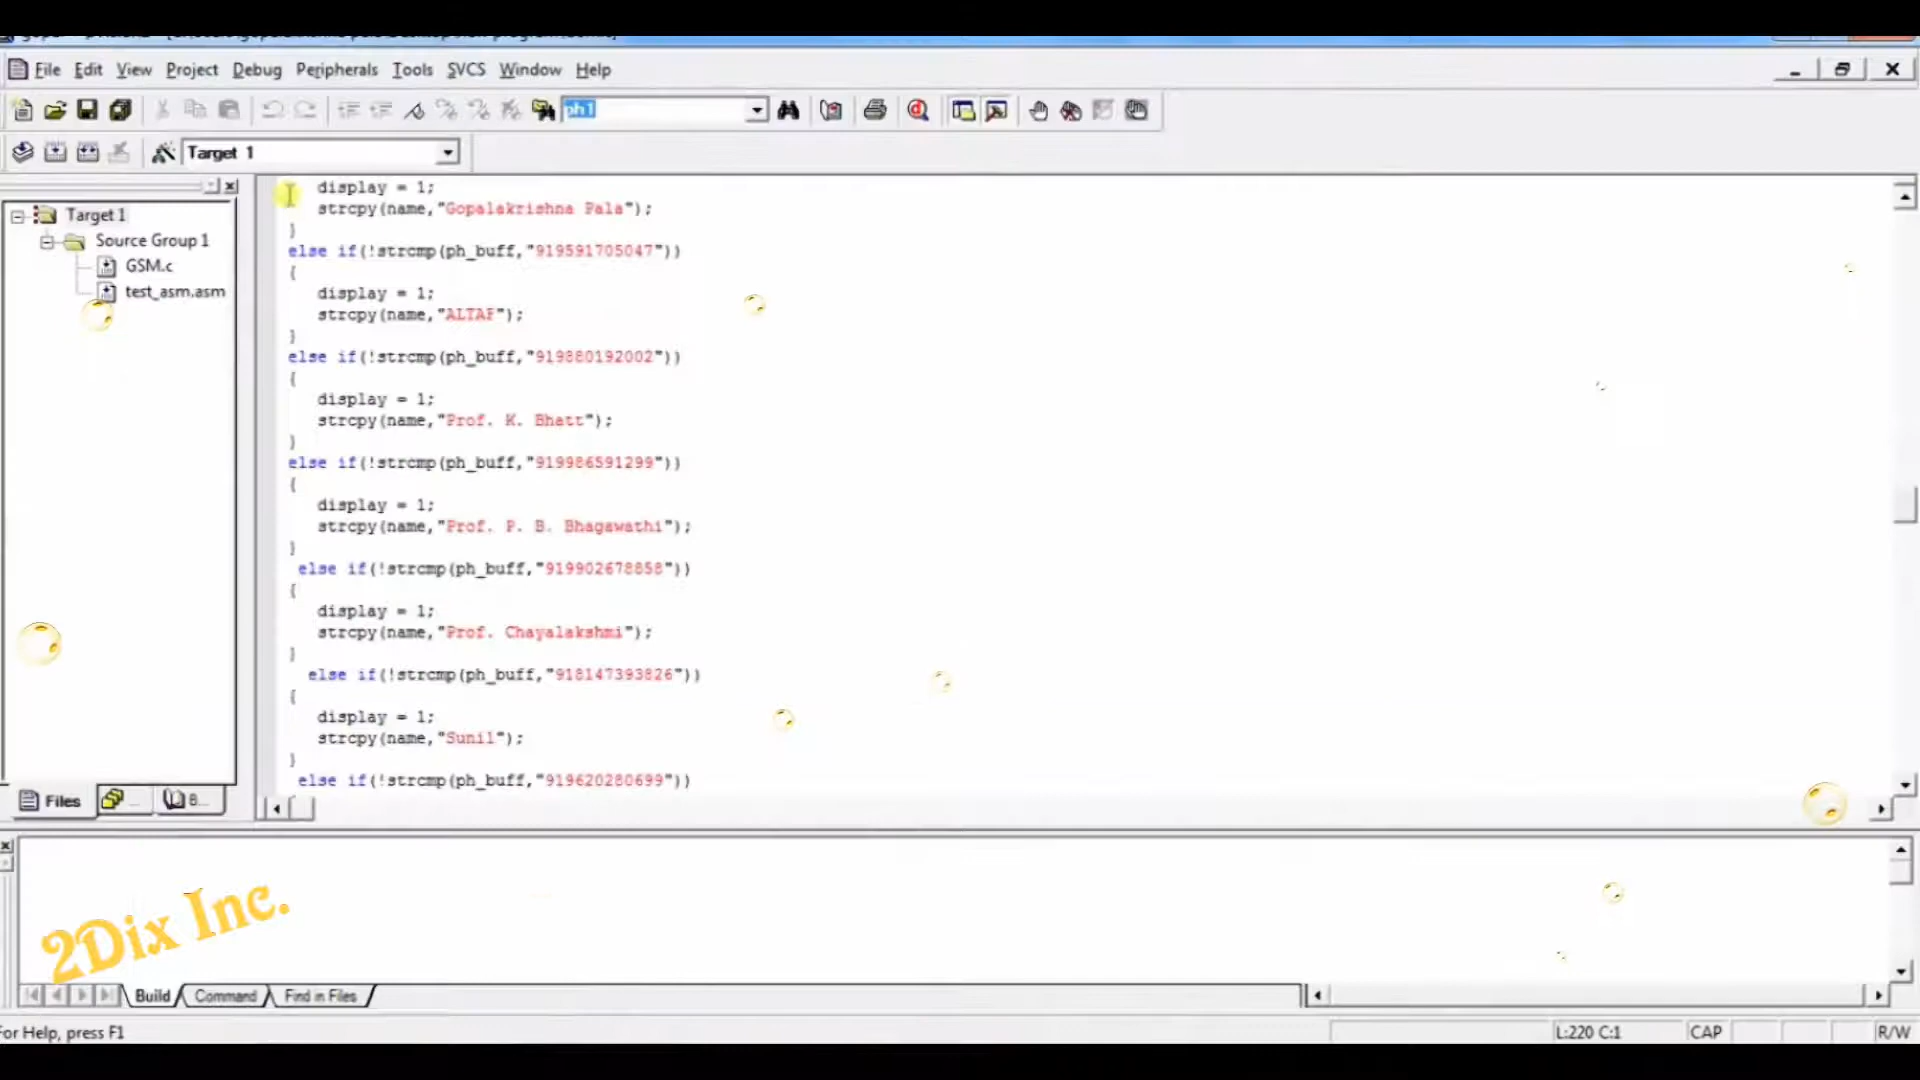 File Edit View Project Debug Peripherals Tools SVCS Window Help
ph1
Target 1
Target 1
Source Group 1
GSM.c
test_asm.asm
Files
B...
display = 1;
strcpy(name,"Gopalakrishna Pala");
}
else if(!strcmp(ph_buff,"919591705047"))
{
display = 1;
strcpy(name,"ALTAF");
}
else if(!strcmp(ph_buff,"919880192002"))
{
display = 1;
strcpy(name,"Prof. K. Bhatt");
}
else if(!strcmp(ph_buff,"919986591299"))
{
display = 1;
strcpy(name,"Prof. P. B. Bhagawathi");
}
else if(!strcmp(ph_buff,"919902678858"))
{
display = 1;
strcpy(name,"Prof. Chayalakshmi");
}
else if(!strcmp(ph_buff,"918147393826"))
{
display = 1;
strcpy(name,"Sunil");
}
else if(!strcmp(ph_buff,"919620280699"))
2Dix Inc.
Build Command Find in Files
For Help, press F1
L:220 C:1 CAP R/W